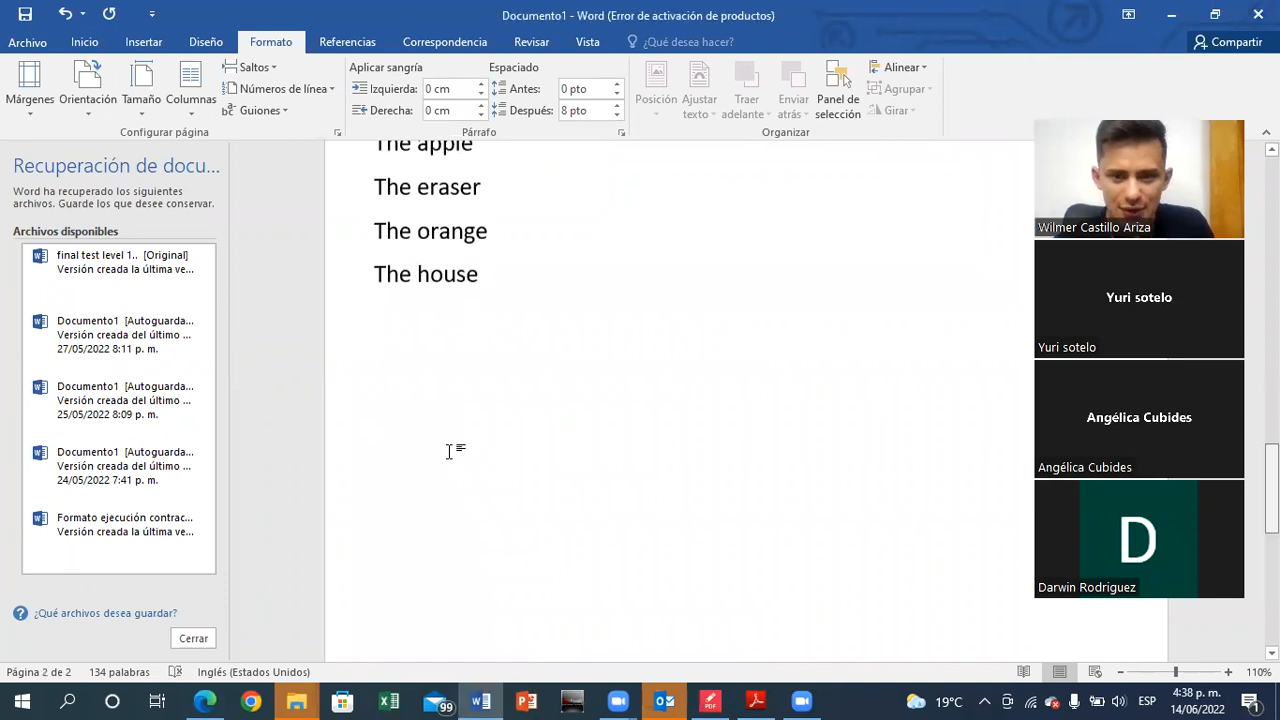 Documento1 - Word (Error de activación de productos)
Archivo Inicio Insertar Diseño Formato Referencias Correspondencia Revisar Vista ¿Qué desea hacer? Compartir
Márgenes Orientación Tamaño Columnas
Saltos
Números de línea
Guiones
Configurar página
Aplicar sangría Espaciado
Izquierda: 0 cm Antes: 0 pto
Derecha: 0 cm Después: 8 pto
Párrafo
Posición Ajustar texto Traer adelante Enviar atrás Panel de selección
Alinear
Agrupar
Girar
Organizar
Recuperación de docu...
Word ha recuperado los siguientes
archivos. Guarde los que desee conservar.
Archivos disponibles
final test level 1.. [Original]
Versión creada la última ve...
Documento1 [Autoguarda...
Versión creada del último ...
27/05/2022 8:11 p. m.
Documento1 [Autoguarda...
Versión creada del último ...
25/05/2022 8:09 p. m.
Documento1 [Autoguarda...
Versión creada del último ...
24/05/2022 7:41 p. m.
Formato ejecución contrac...
Versión creada la última ve...
¿Qué archivos desea guardar?
Cerrar
The apple
The eraser
The orange
The house
Wilmer Castillo Ariza
Yuri sotelo
Yuri sotelo
Angélica Cubides
Angélica Cubides
D
Darwin Rodriguez
Página 2 de 2 134 palabras Inglés (Estados Unidos) 110%
99 19°C ESP 4:38 p. m.
14/06/2022 1